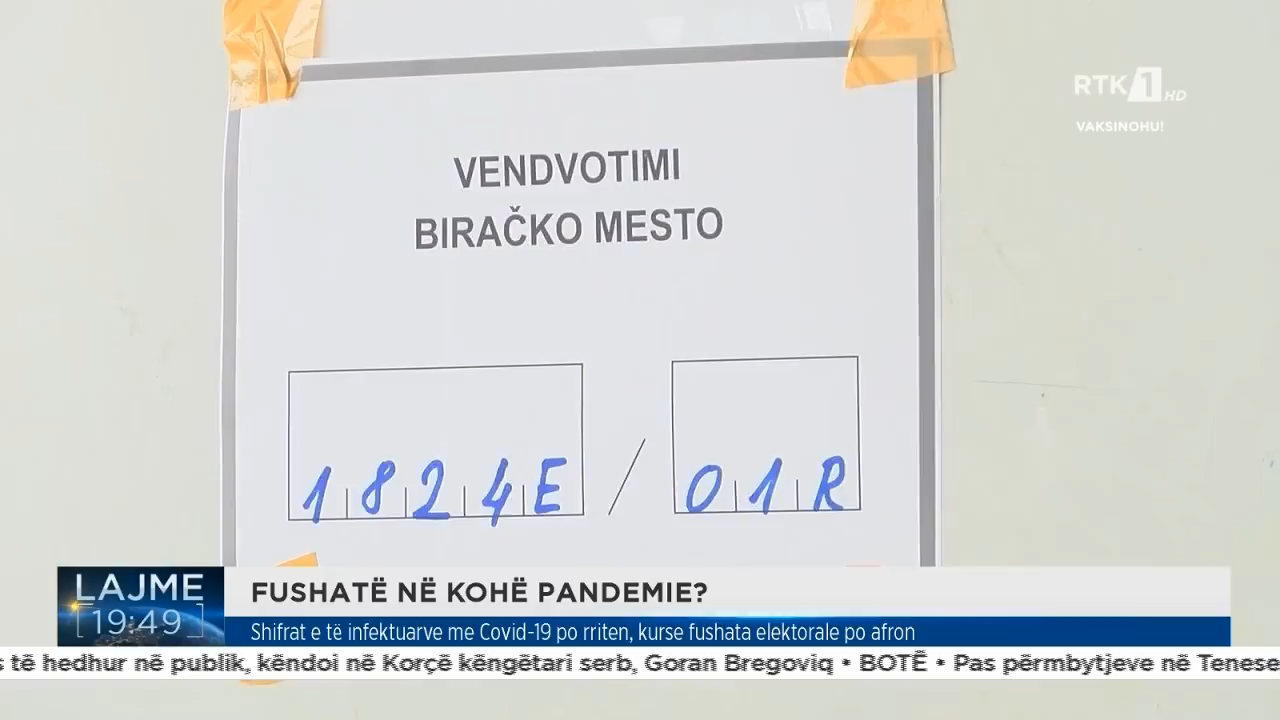 RTK 1 HD
VAKSINOHU!
VENDVOTIMI
BIRAČKO MESTO
1824E / 01R
LAJME
19:49
FUSHATË NË KOHË PANDEMIE?
Shifrat e të infektuarve me Covid-19 po rriten, kurse fushata elektorale po afron
s të hedhur në publik, këndoi në Korçë këngëtari serb, Goran Bregoviq • BOTË • Pas përmbytjeve në Tenese